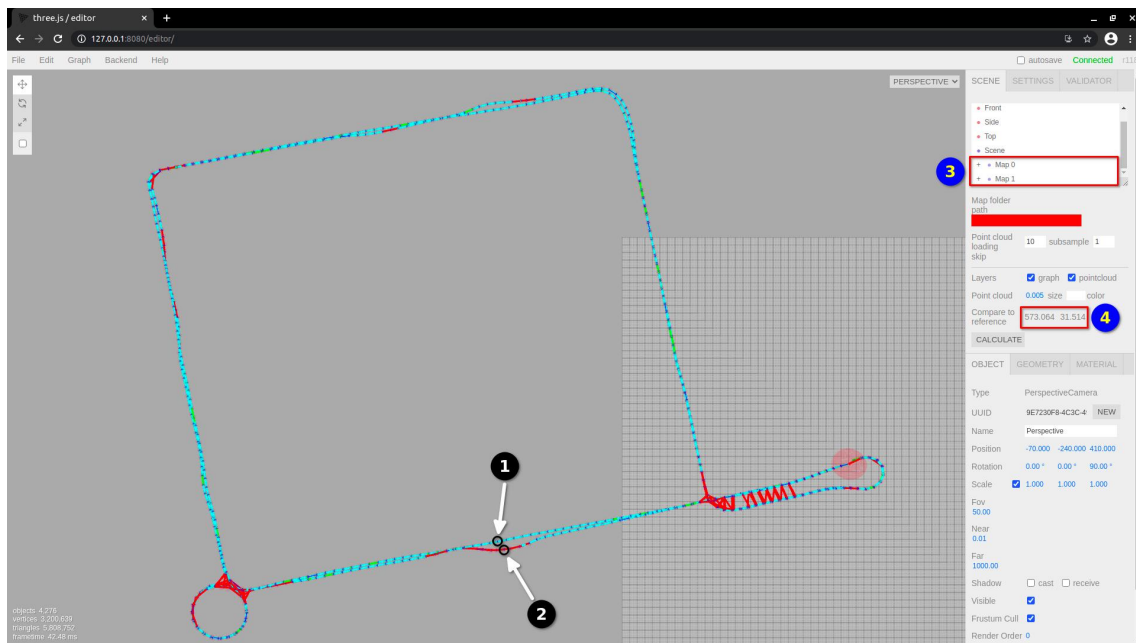 three.js / editor × +
127.0.0.1:8080/editor/
File Edit Graph Backend Help
autosave Connected
PERSPECTIVE
SCENE SETTINGS VALIDATOR
Front
Side
Top
Scene
+ Map 0
+ Map 1
3
Map folder
path
Point cloud
loading
skip
10 subsample 1
Layers graph pointcloud
Point cloud 0.005 size color
Compare to
reference
573.064 31.514
4
CALCULATE
OBJECT GEOMETRY MATERIAL
Type PerspectiveCamera
UUID 9E7230F8-4C3C-4 NEW
Name Perspective
Position -70.000 -240.000 410.000
Rotation 0.00 ° 0.00 ° 90.00 °
Scale 1.000 1.000 1.000
Fov
50.00
Near
0.01
Far
1000.00
Shadow cast receive
Visible
Frustum Cull
Render Order 0
1
2
objects 4,276
vertices 3,200,639
triangles 5,808,752
frametime 42.48 ms